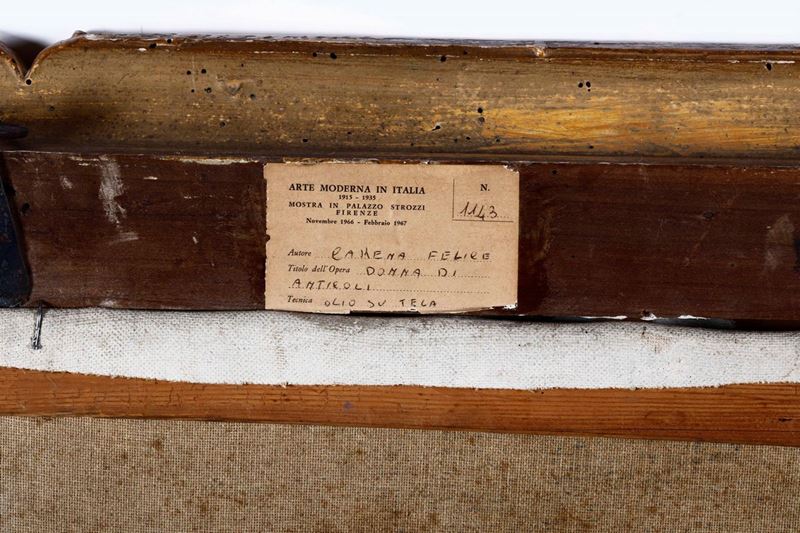 ARTE MODERNA IN ITALIA
1915 - 1935
MOSTRA IN PALAZZO STROZZI
FIRENZE
Novembre 1966 - Febbraio 1967
N.
1143
Autore CARENA FELICE
Titolo dell'Opera DONNA DI
ANTICOLI
Tecnica OLIO SU TELA